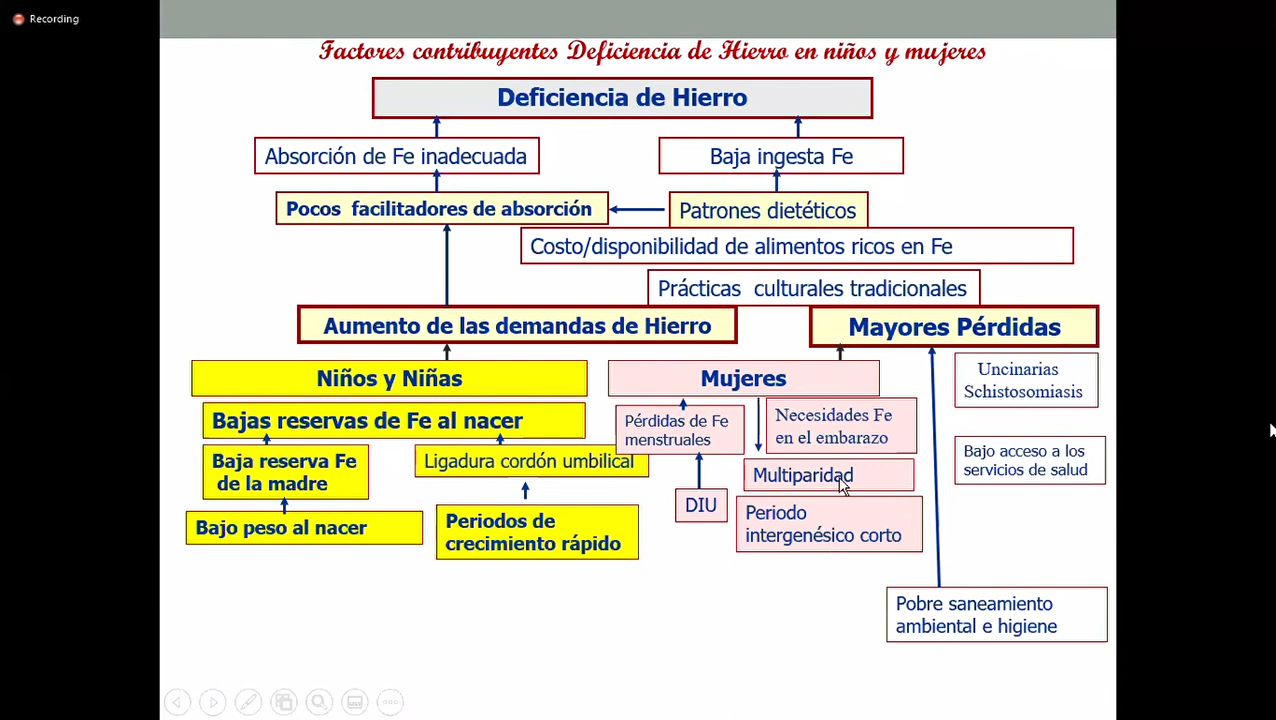 Recording
Factores contribuyentes Deficiencia de Hierro en niños y mujeres
Deficiencia de Hierro
Absorción de Fe inadecuada
Baja ingesta Fe
Pocos facilitadores de absorción
Patrones dietéticos
Costo/disponibilidad de alimentos ricos en Fe
Prácticas culturales tradicionales
Aumento de las demandas de Hierro
Mayores Pérdidas
Niños y Niñas
Bajas reservas de Fe al nacer
Baja reserva Fe
de la madre
Ligadura cordón umbilical
Bajo peso al nacer
Periodos de
crecimiento rápido
Mujeres
Pérdidas de Fe
menstruales
DIU
Necesidades Fe
en el embarazo
Multiparidad
Periodo
intergenésico corto
Uncinarias
Schistosomiasis
Bajo acceso a los
servicios de salud
Pobre saneamiento
ambiental e higiene